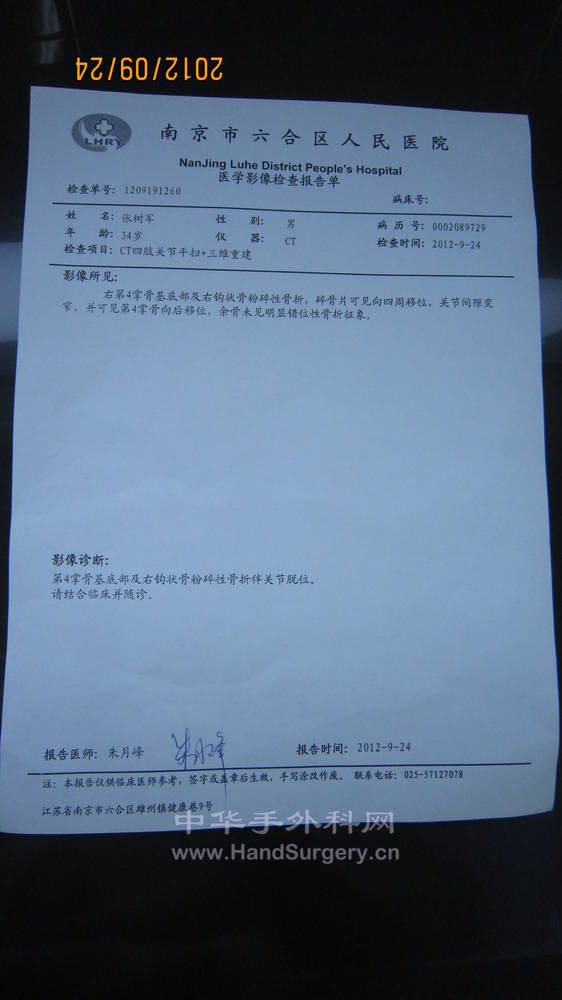 2012/09/24
LHRY
南京市六合区人民医院
NanJing Luhe District People's Hospital
医学影像检查报告单
检查单号: 1209191260 病床号:
姓 名: 张树军 性 别: 男 病 历 号: 0002089729
年 龄: 34岁 仪 器: CT 检查时间: 2012-9-24
检查项目: CT四肢关节平扫+三维重建
影像所见:
右第4掌骨基底部及右钩状骨粉碎性骨折，碎骨片可见向四周移位，关节间隙变
窄，并可见第4掌骨向后移位，余骨未见明显错位性骨折征象。
影像诊断:
第4掌骨基底部及右钩状骨粉碎性骨折伴关节脱位。
请结合临床并随诊。
报告医师: 朱月峰 朱月峰 报告时间: 2012-9-24
注: 本报告仅供临床医师参考，签字或盖章后生效，手写涂改作废。 联系电话: 025-57127078
江苏省南京市六合区雄州镇健康巷9号
中华手外科网
www.HandSurgery.cn